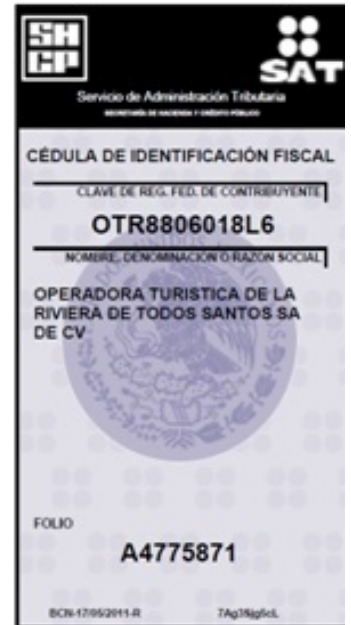 SH
CP
SAT
Servicio de Administración Tributaria
SECRETARÍA DE HACIENDA Y CRÉDITO PÚBLICO
CÉDULA DE IDENTIFICACIÓN FISCAL
CLAVE DE REG. FED. DE CONTRIBUYENTE
OTR8806018L6
NOMBRE, DENOMINACIÓN O RAZÓN SOCIAL
OPERADORA TURISTICA DE LA
RIVIERA DE TODOS SANTOS SA
DE CV
FOLIO
A4775871
BCN-17/05/2011-R